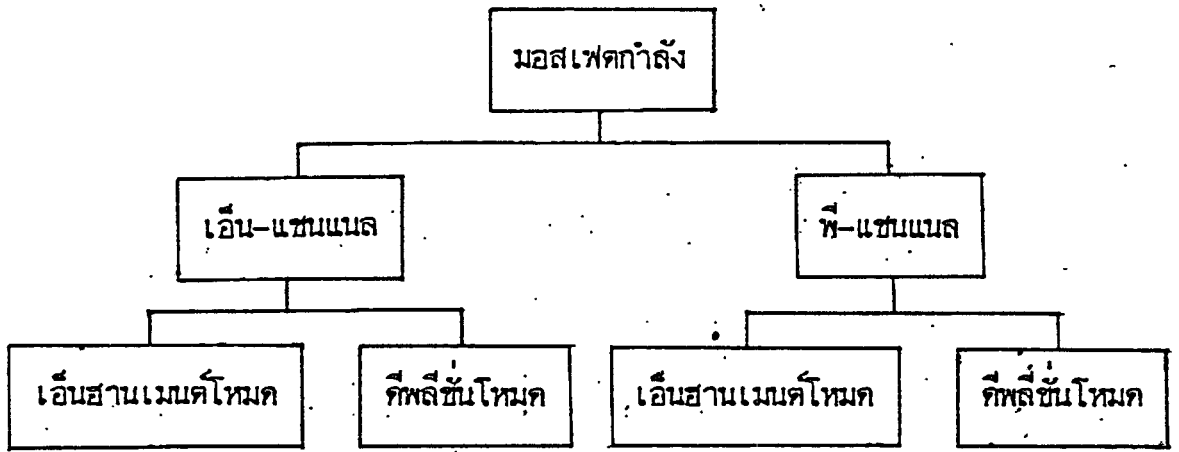 มอสเฟตกำลัง
เอ็น-แชนแนล
พี-แชนแนล
เอ็นฮานเมนต์โหมด
ดีพลีชั่นโหมด
เอ็นฮานเมนต์โหมด
ดีพลี่ชั่นโหมด